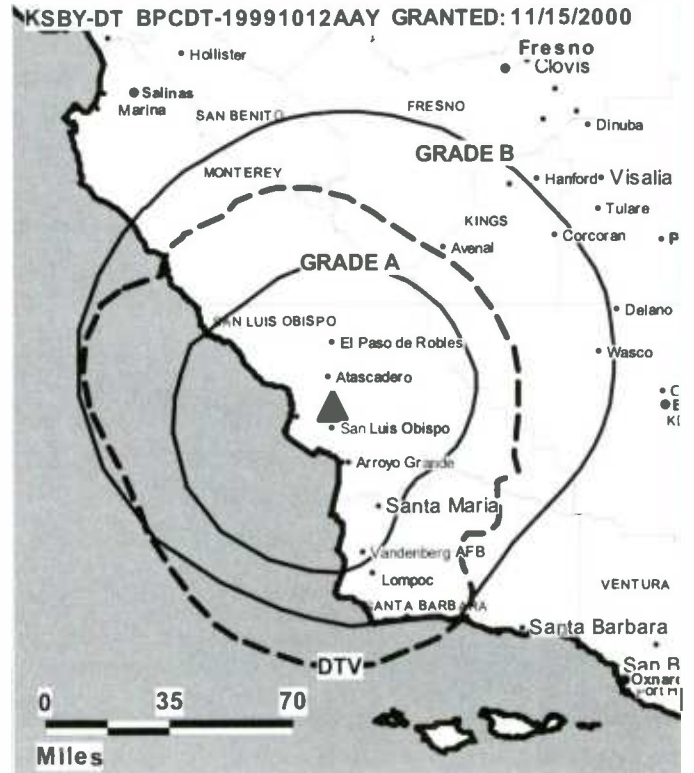 KSBY-DT BPCDT-19991012AAY GRANTED: 11/15/2000
Fresno
Hollister
Clovis
Salinas
Marina
SAN BENITO
FRESNO
Dinuba
GRADE B
MONTEREY
Hanford
Visalia
Tulare
KINGS
Corcoran
P
Avenal
GRADE A
Delano
SAN LUIS OBISPO
El Paso de Robles
Wasco
Atascadero
C
San Luis Obispo
Arroyo Grande
Santa Maria
Vandenberg AFB
Lompoc
VENTURA
SANTA BARBARA
Santa Barbara
DTV
San B
Oxnard
Port H
0 35 70
Miles